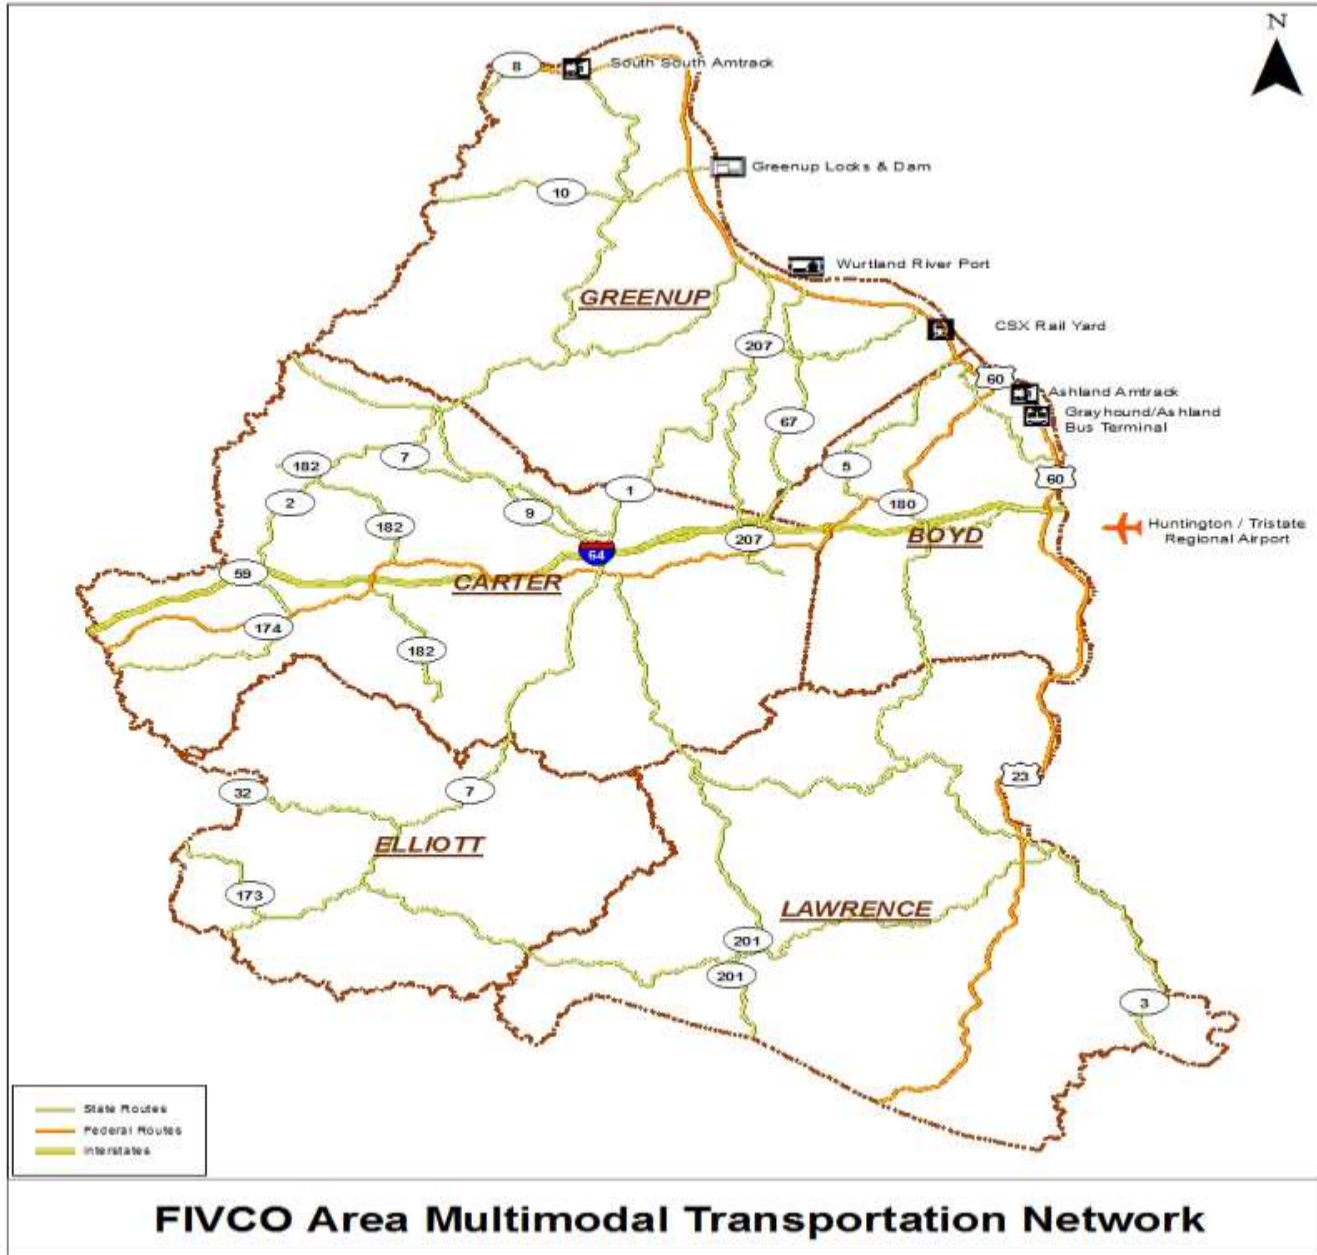 N
8
South South Amtrack
Greenup Locks & Dam
10
Wurtland River Port
GREENUP
CSX Rail Yard
207
60
Ashland Amtrack
Grayhound/Ashland
Bus Terminal
67
182
7
5
60
1
2
180
9
182
207
BOYD
Huntington / Tristate
Regional Airport
64
59
CARTER
174
182
23
7
32
ELLIOTT
173
LAWRENCE
201
201
3
State Routes
Federal Routes
Interstates
FIVCO Area Multimodal Transportation Network